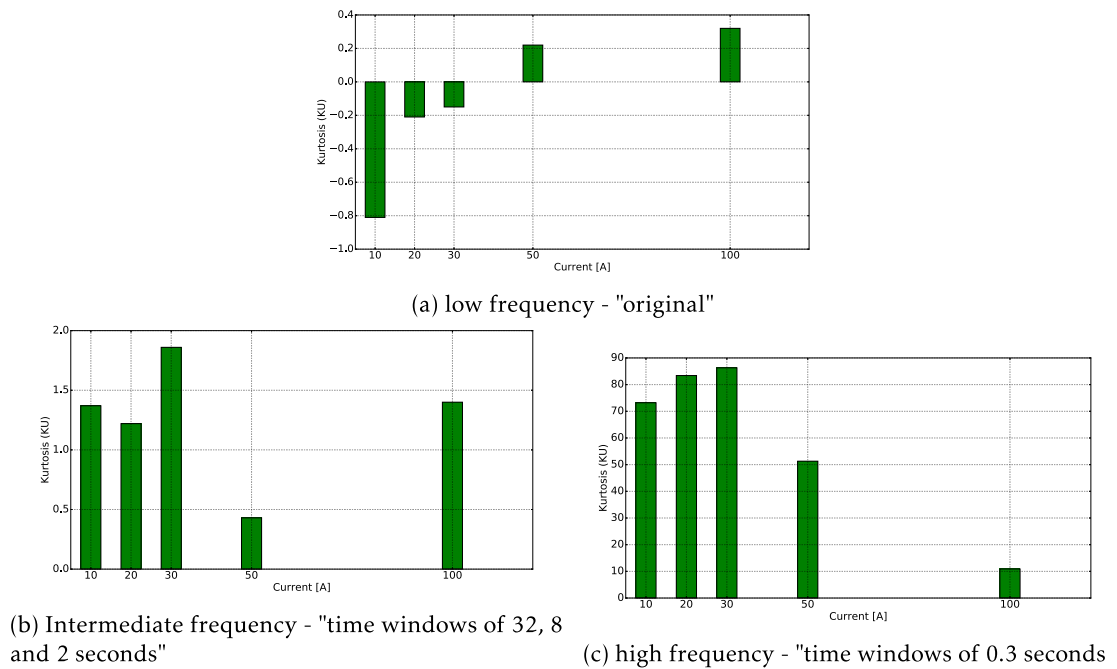 0.4
0.2
0.0
−0.2
−0.4
−0.6
−0.8
−1.0
Kurtosis (KU)
10 20 30 50 100
Current [A]
(a) low frequency - "original"
2.0
1.5
1.0
0.5
0.0
Kurtosis (KU)
10 20 30 50 100
Current [A]
(b) Intermediate frequency - "time windows of 32, 8
and 2 seconds"
90
80
70
60
50
40
30
20
10
0
Kurtosis (KU)
10 20 30 50 100
Current [A]
(c) high frequency - "time windows of 0.3 seconds